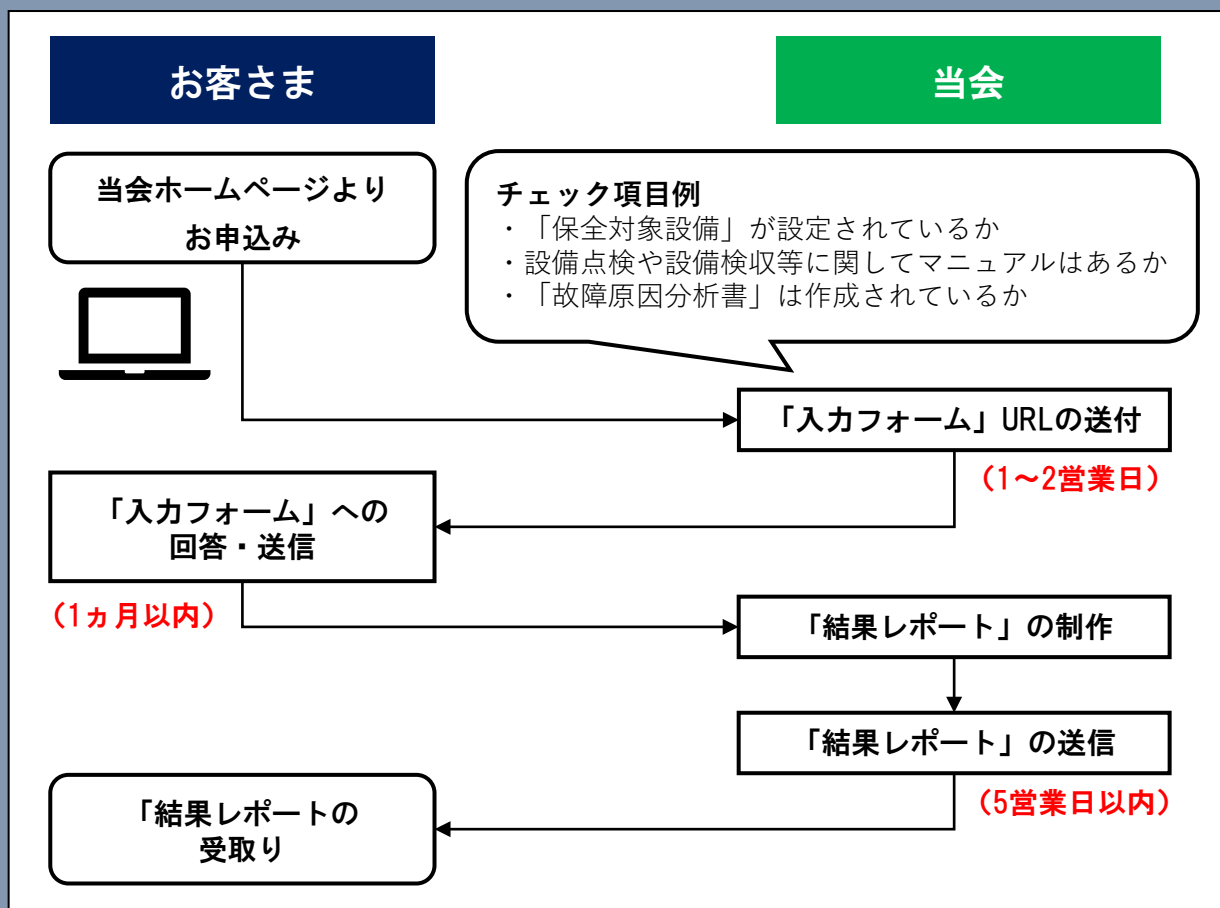 お客さま
当会
当会ホームページより
お申込み
チェック項目例
・「保全対象設備」が設定されているか
・設備点検や設備検収等に関してマニュアルはあるか
・「故障原因分析書」は作成されているか
「入力フォーム」URLの送付
（1～2営業日）
「入力フォーム」への
回答・送信
（1ヵ月以内）
「結果レポート」の制作
「結果レポート」の送信
（5営業日以内）
「結果レポートの
受取り